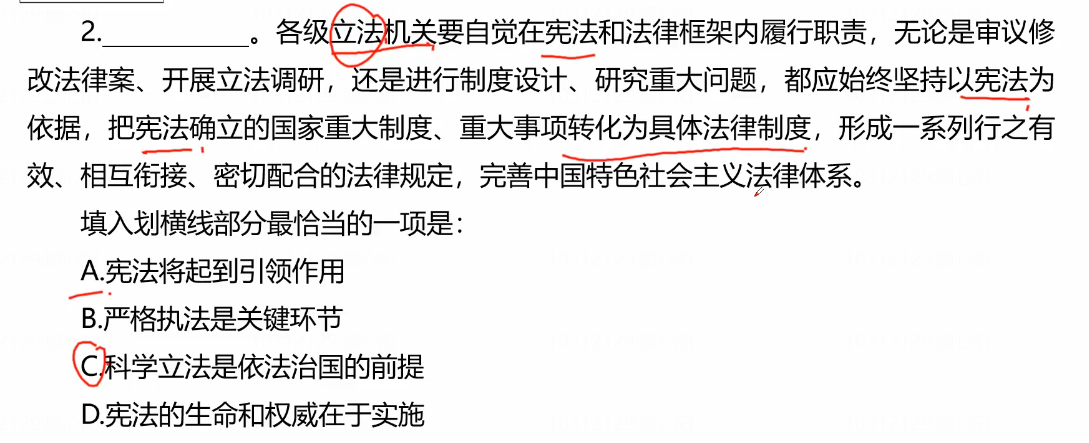 2.____________。各级立法机关要自觉在宪法和法律框架内履行职责，无论是审议修
改法律案、开展立法调研，还是进行制度设计、研究重大问题，都应始终坚持以宪法为
依据，把宪法确立的国家重大制度、重大事项转化为具体法律制度，形成一系列行之有
效、相互衔接、密切配合的法律规定，完善中国特色社会主义法律体系。
填入划横线部分最恰当的一项是：
A.宪法将起到引领作用
B.严格执法是关键环节
C.科学立法是依法治国的前提
D.宪法的生命和权威在于实施